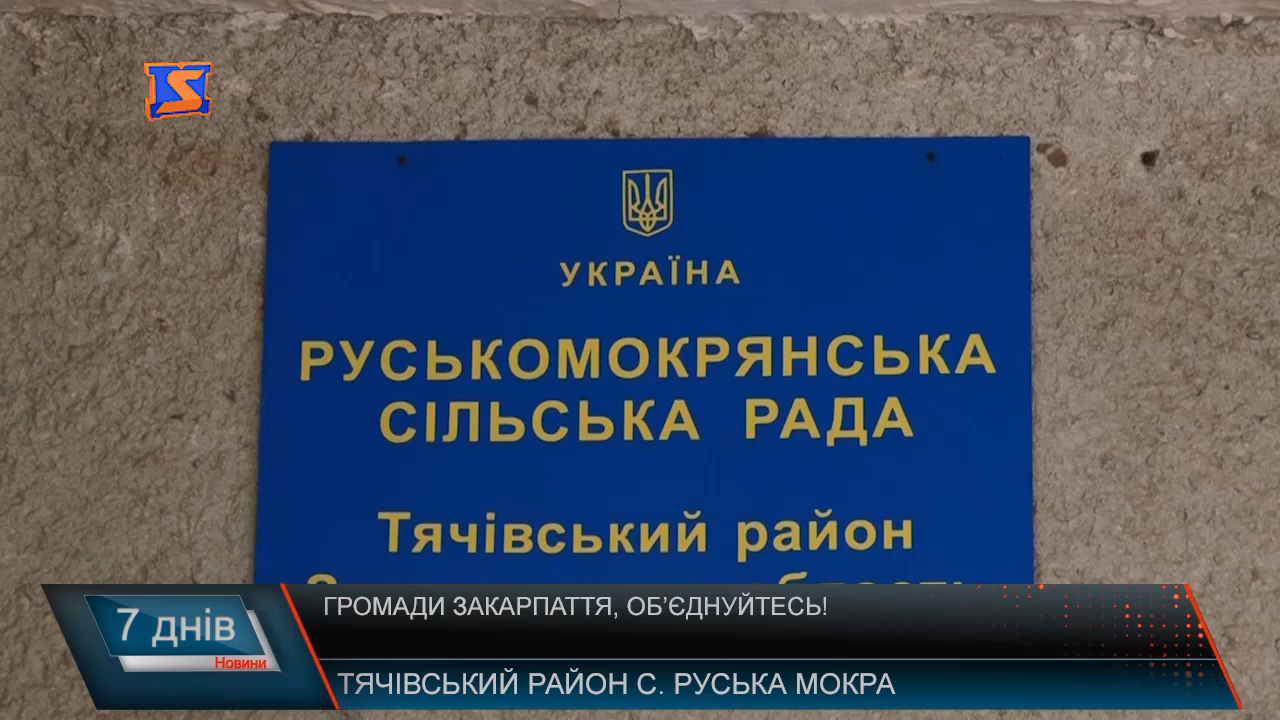 S
УКРАЇНА
РУСЬКОМОКРЯНСЬКА
СІЛЬСЬКА РАДА
Тячівський район
7 днів
Новини
ГРОМАДИ ЗАКАРПАТТЯ, ОБ’ЄДНУЙТЕСЬ!
ТЯЧІВСЬКИЙ РАЙОН С. РУСЬКА МОКРА